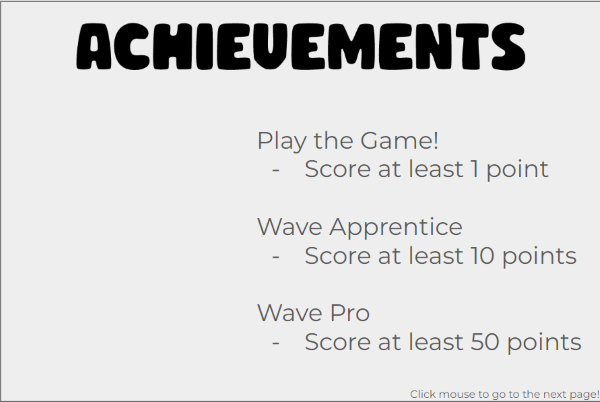 ACHIEVEMENTS
Play the Game!
- Score at least 1 point
Wave Apprentice
- Score at least 10 points
Wave Pro
- Score at least 50 points
Click mouse to go to the next page!